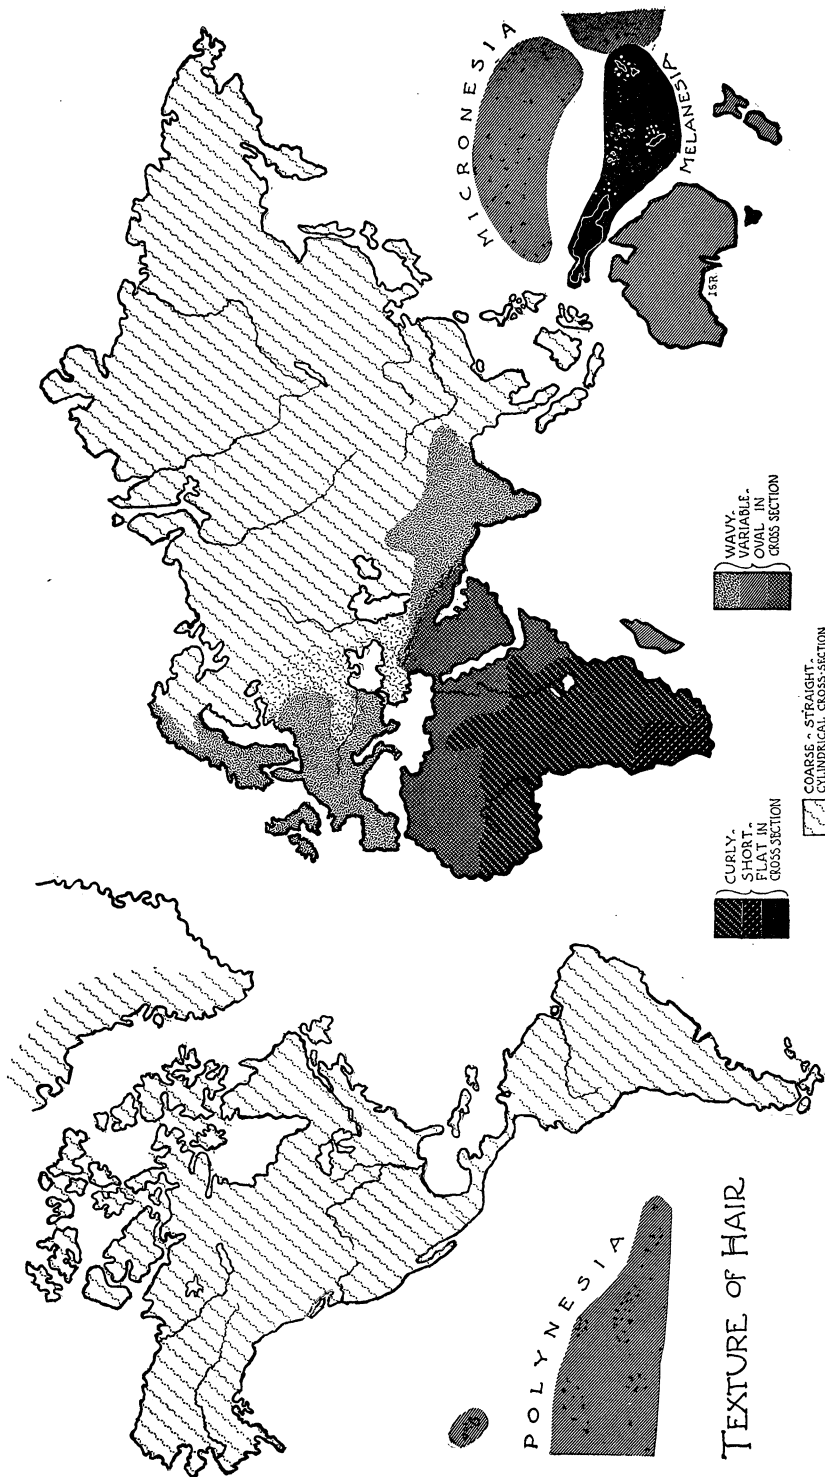 MICRONESIA
MELANESIA
POLYNESIA
ISR.
TEXTURE OF HAIR
CURLY-
SHORT-
FLAT IN
CROSS SECTION
COARSE - STRAIGHT-
CYLINDRICAL CROSS-SECTION
WAVY-
VARIABLE-
OVAL IN
CROSS SECTION